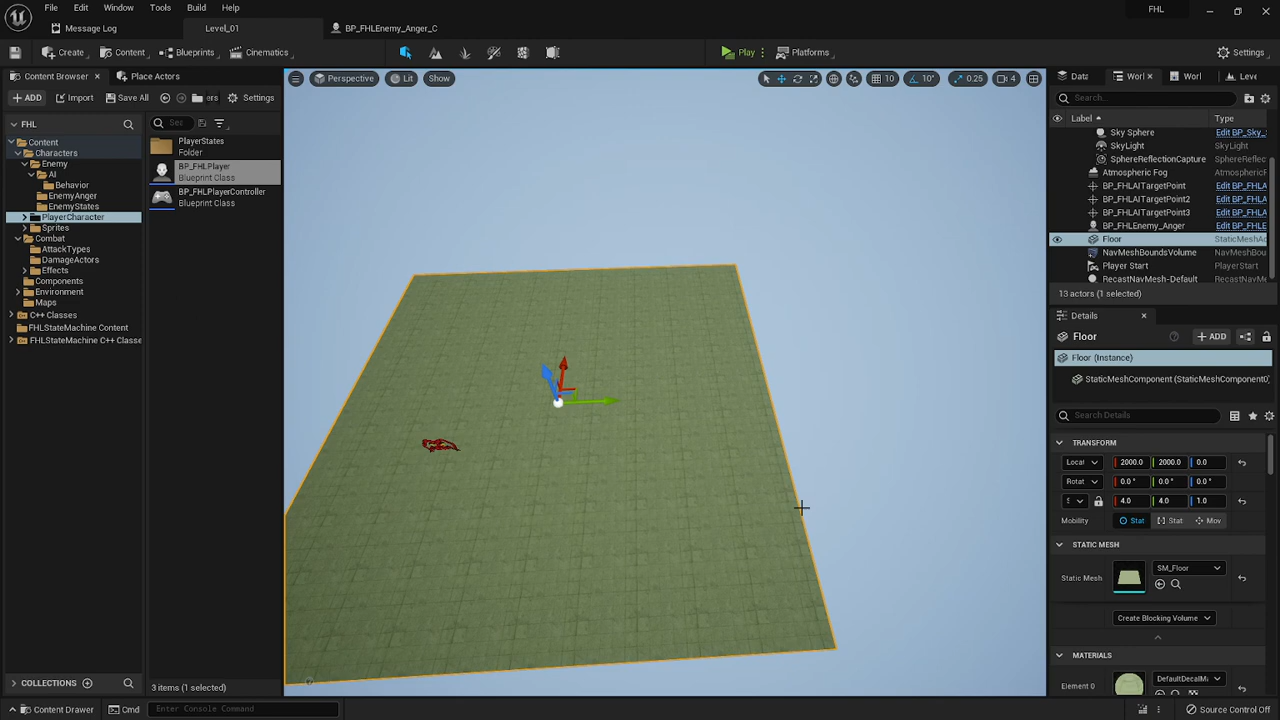 File Edit Window Tools Build Select Actor Help
FHL
Message Log Level_01 BP_FHLEnemy_Anger_C
Create Content Blueprints Cinematics Play Platforms Settings
Content Browser Place Actors
ADD Import Save All ers Settings
FHL
Content
Characters
Enemy
AI
Behavior
EnemyAnger
EnemyStates
PlayerCharacter
Sprites
Combat
AttackTypes
DamageActors
Effects
Components
Environment
Maps
C++ Classes
FHLStateMachine Content
FHLStateMachine C++ Classe
COLLECTIONS
Sea
PlayerStates
Folder
BP_FHLPlayer
Blueprint Class
BP_FHLPlayerController
Blueprint Class
3 items (1 selected)
Perspective Lit Show
10 10° 0.25 4
Data Worl Worl Leve
Search...
Label Type
Sky Sphere Edit BP_Sky_
SkyLight SkyLight
SphereReflectionCapture SphereReflec
Atmospheric Fog Atmospheric
BP_FHLAITargetPoint Edit BP_FHLA
BP_FHLAITargetPoint2 Edit BP_FHLA
BP_FHLAITargetPoint3 Edit BP_FHLA
BP_FHLEnemy_Anger Edit BP_FHLE
Floor StaticMeshAc
NavMeshBoundsVolume NavMeshBou
Player Start PlayerStart
RecastNavMesh-Default RecastNavMe
13 actors (1 selected)
Details
Floor ADD
Floor (Instance)
StaticMeshComponent (StaticMeshComponent0)
Search Details
TRANSFORM
Locat 2000.0 2000.0 0.0
Rotat 0.0 ° 0.0 ° 0.0 °
S 4.0 4.0 1.0
Mobility Stat Stat Mov
STATIC MESH
Static Mesh SM_Floor
Create Blocking Volume
MATERIALS
Element 0 DefaultDecalMa
Content Drawer Cmd Enter Console Command Source Control Off